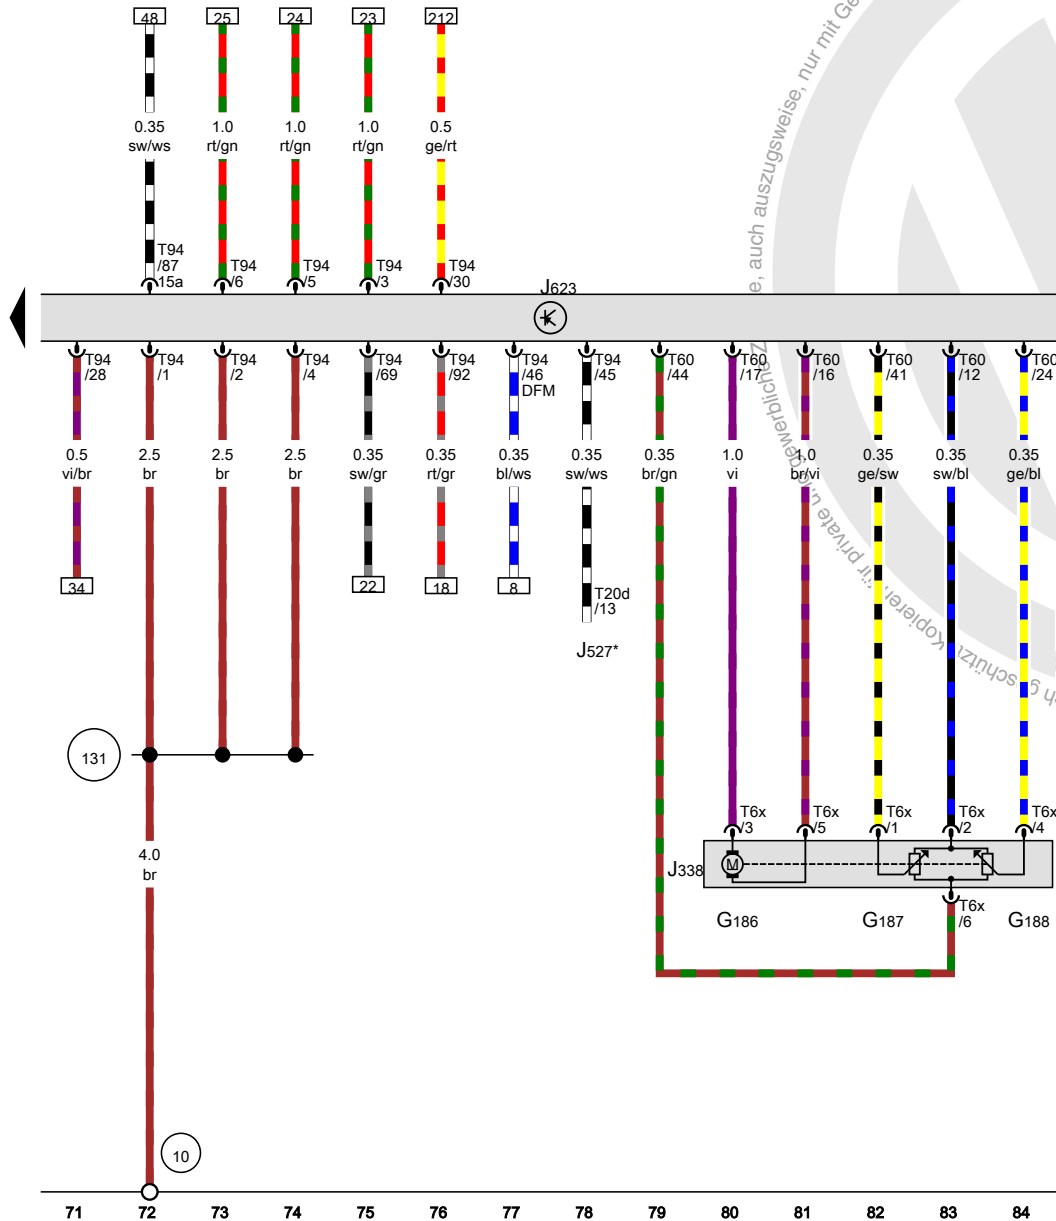 48 25 24 23 212
0.35 1.0 1.0 1.0 0.5
sw/ws rt/gn rt/gn rt/gn ge/rt
T94 /87 15a
T94 /6
T94 /5
T94 /3
T94 /30
J623
T94 /28
T94 /1
T94 /2
T94 /4
T94 /69
T94 /92
T94 /46 DFM
T94 /45
T60 /44
T60 /17
T60 /16
T60 /41
T60 /12
T60 /24
0.5 2.5 2.5 2.5 0.35 0.35 0.35 0.35 0.35 1.0 1.0 0.35 0.35 0.35
vi/br br br br sw/gr rt/gr bl/ws sw/ws br/gn vi br/vi ge/sw sw/bl ge/bl
34 22 18 8
T20d /13
J527*
131
T6x /3
T6x /5
T6x /1
T6x /2
T6x /4
4.0
br
J338
M
T6x /6
G186 G187 G188
10
71 72 73 74 75 76 77 78 79 80 81 82 83 84
, auch auszugsweise, nur mit
für private
gewerbliche
Kopieren